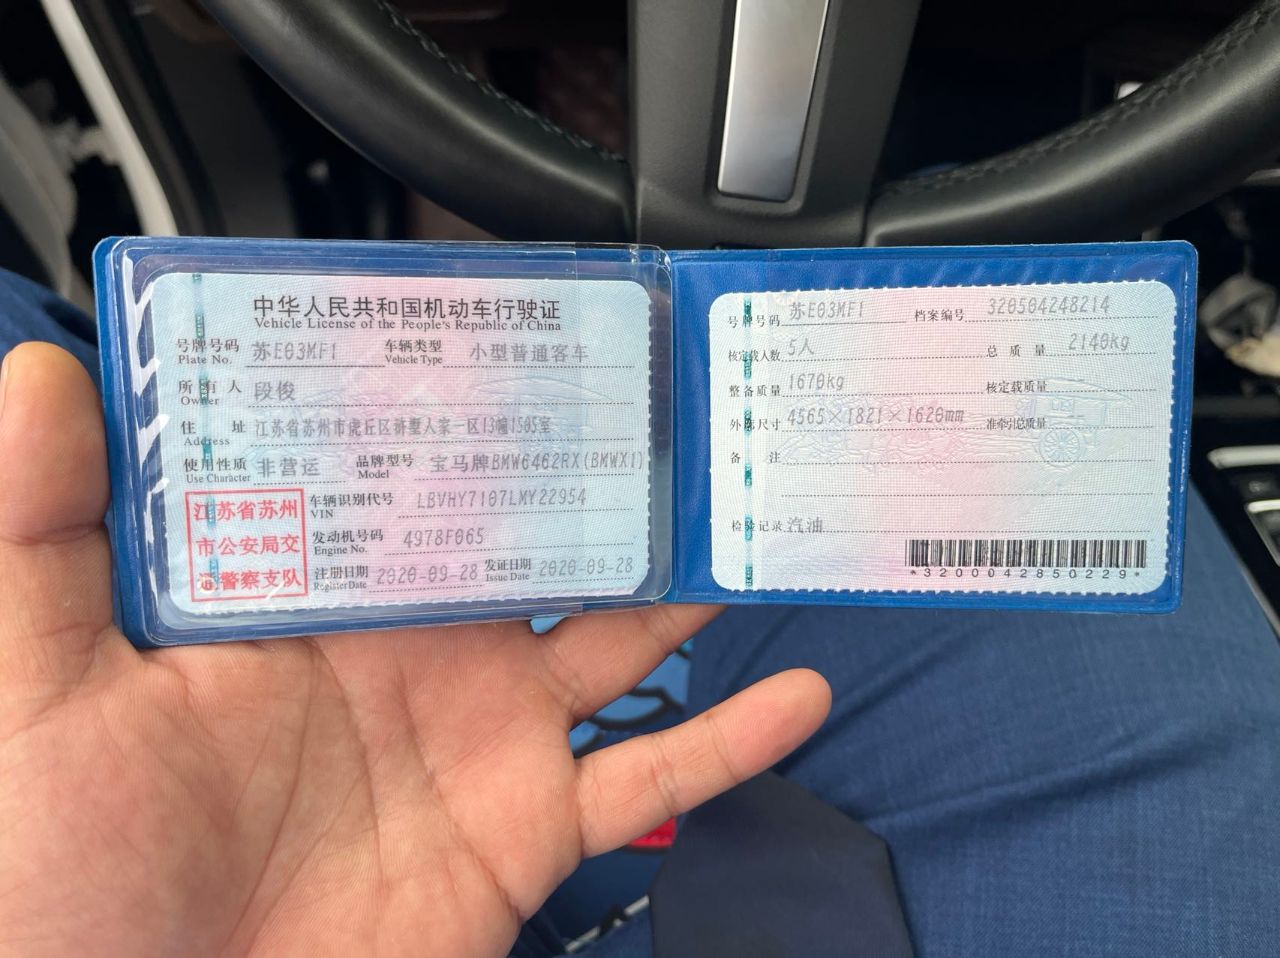 中华人民共和国机动车行驶证
Vehicle License of the People's Republic of China
号牌号码 苏E03MF1 车辆类型 小型普通客车
Plate No. Vehicle Type
所有人 段俊
Owner
住址 江苏省苏州市虎丘区新墅人家一区13幢1505室
Address
使用性质 非营运 品牌型号 宝马牌BMW6462RX(BMWX1)
Use Character Model
江苏省苏州
市公安局交
通警察支队
车辆识别代号 LBVHY7107LMY22954
VIN
发动机号码 4978F065
Engine No.
注册日期 2020-09-28 发证日期 2020-09-28
Register Date Issue Date
号牌号码 苏E03MF1 档案编号 320504248214
核定载人数 5人 总质量 2140kg
整备质量 1670kg 核定载质量
外廓尺寸 4565×1821×1620mm 准牵引总质量 --
备注
检验记录 汽油
*3200042850229*